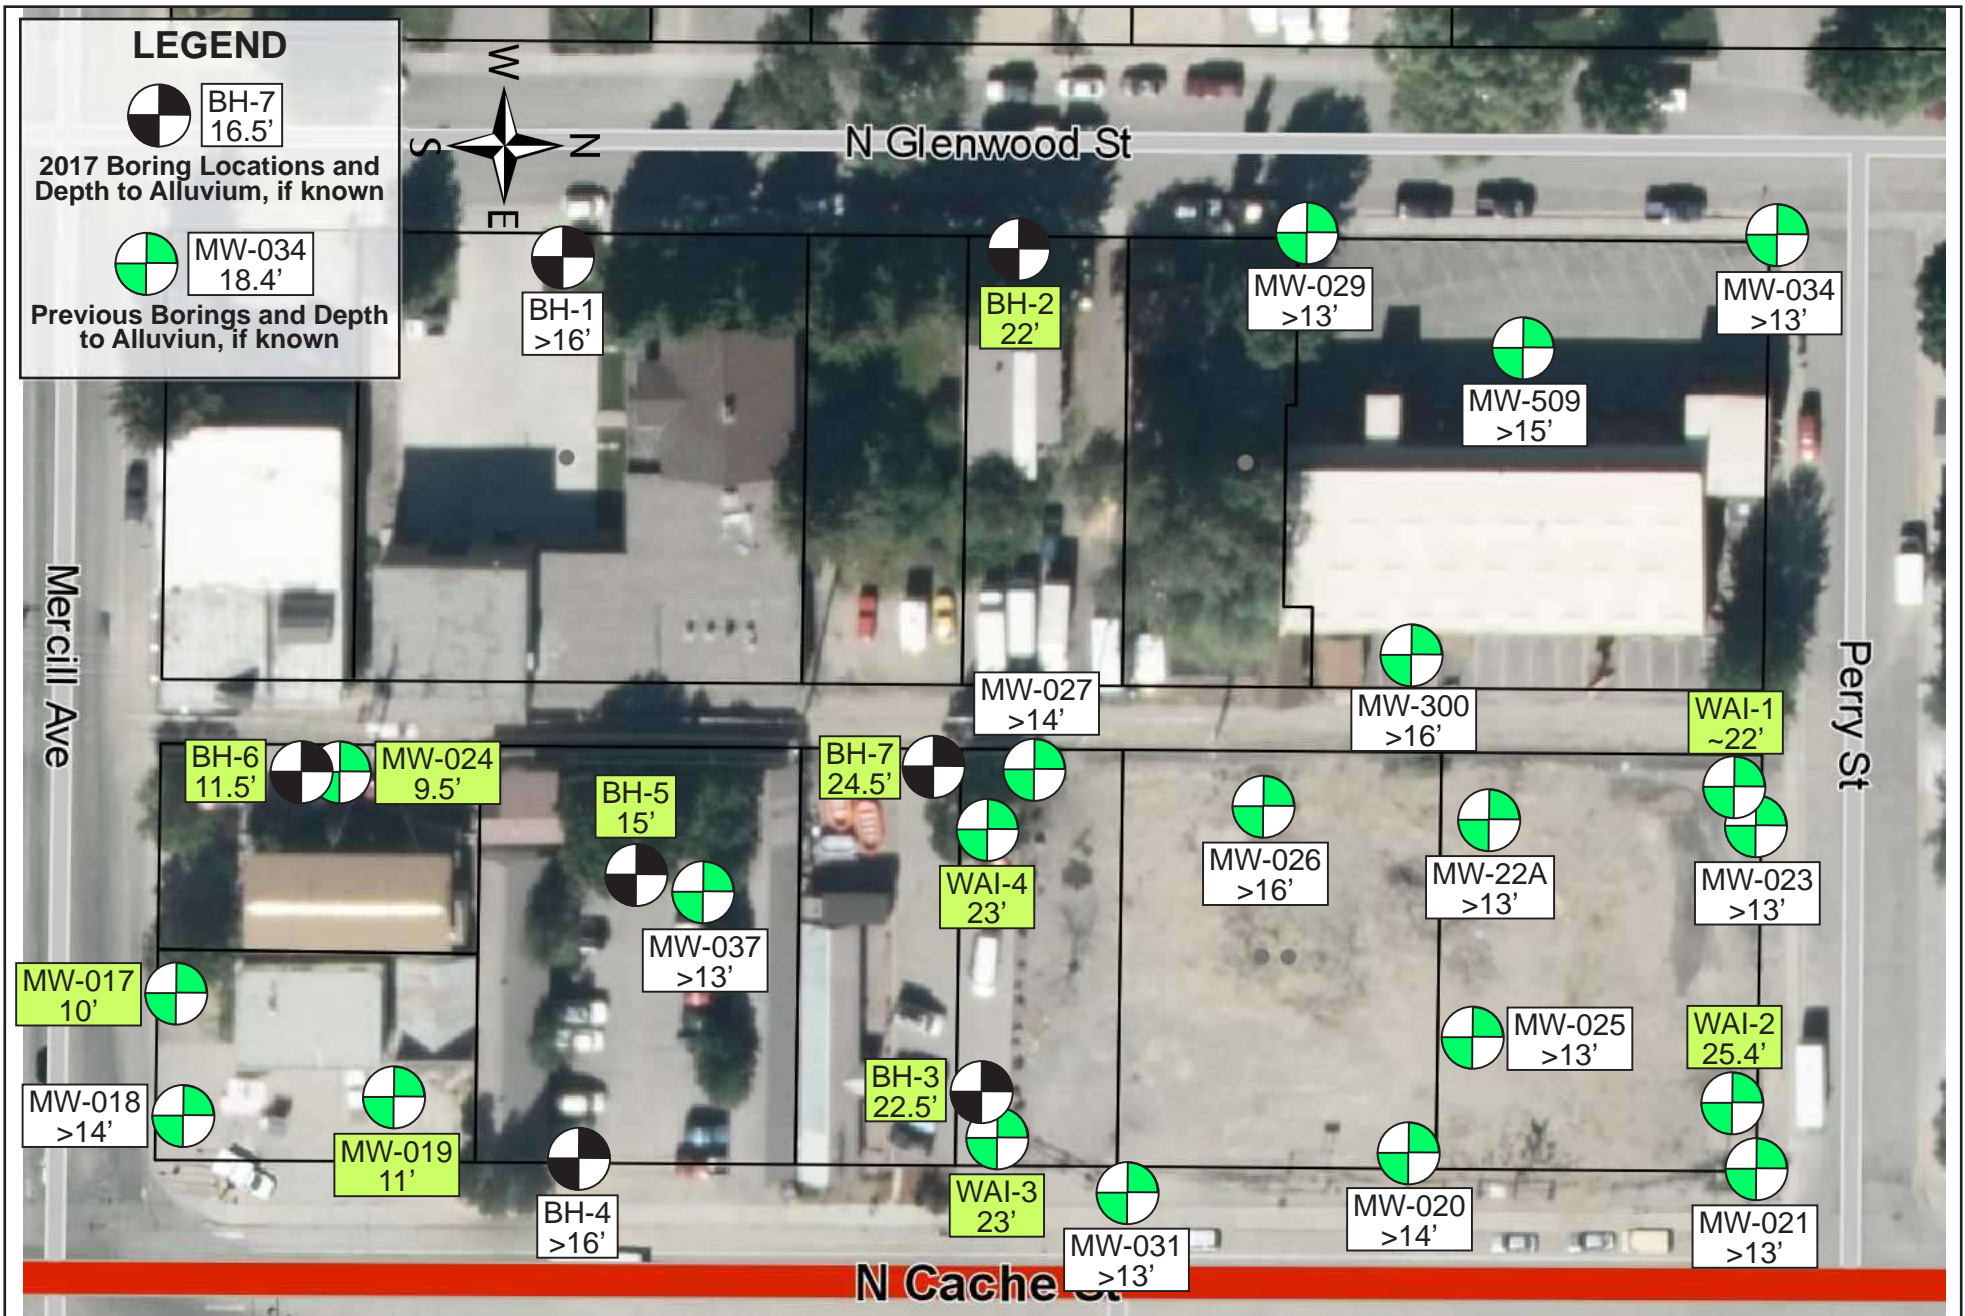 LEGEND
BH-7
16.5’
2017 Boring Locations and
Depth to Alluvium, if known
MW-034
18.4’
Previous Borings and Depth
to Alluviun, if known
W
S
N
E
N Glenwood St
BH-1
>16’
BH-2
22’
MW-029
>13’
MW-034
>13’
MW-509
>15’
Mercill Ave
Perry St
MW-027
>14’
MW-300
>16’
WAI-1
~22’
BH-6
11.5’
MW-024
9.5’
BH-5
15’
BH-7
24.5’
WAI-4
23’
MW-026
>16’
MW-22A
>13’
MW-023
>13’
MW-037
>13’
MW-017
10’
MW-025
>13’
WAI-2
25.4’
BH-3
22.5’
MW-018
>14’
MW-019
11’
BH-4
>16’
WAI-3
23’
MW-031
>13’
MW-020
>14’
MW-021
>13’
N Cache St